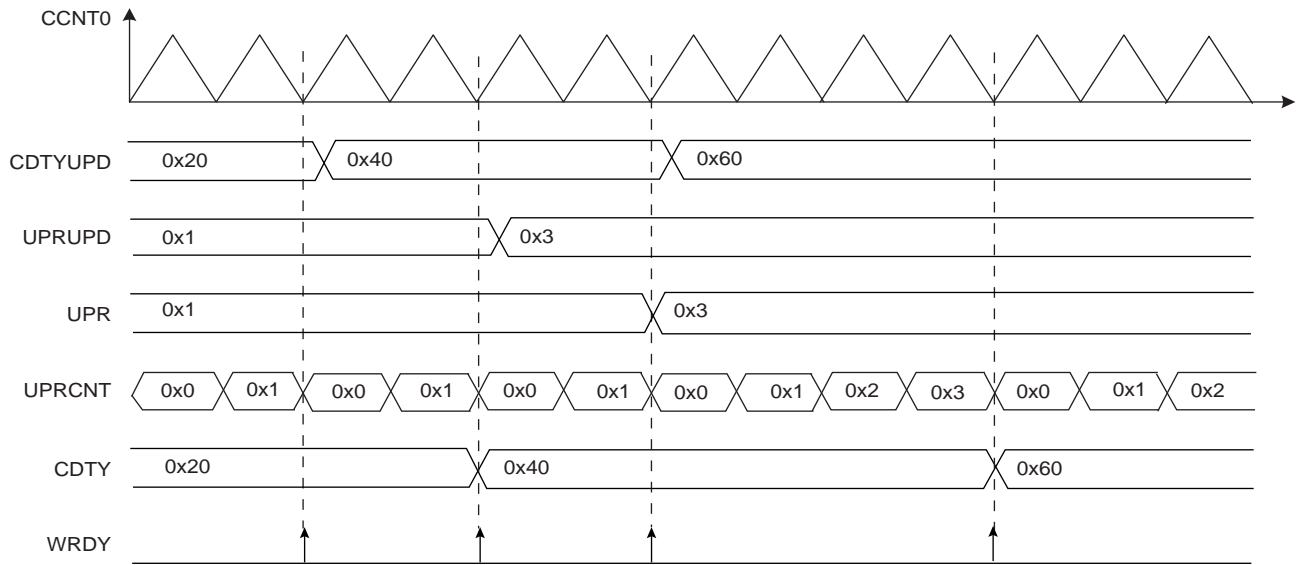 CCNT0
CDTYUPD 0x20 0x40 0x60
UPRUPD 0x1 0x3
UPR 0x1 0x3
UPRCNT 0x0 0x1 0x0 0x1 0x0 0x1 0x0 0x1 0x2 0x3 0x0 0x1 0x2
CDTY 0x20 0x40 0x60
WRDY